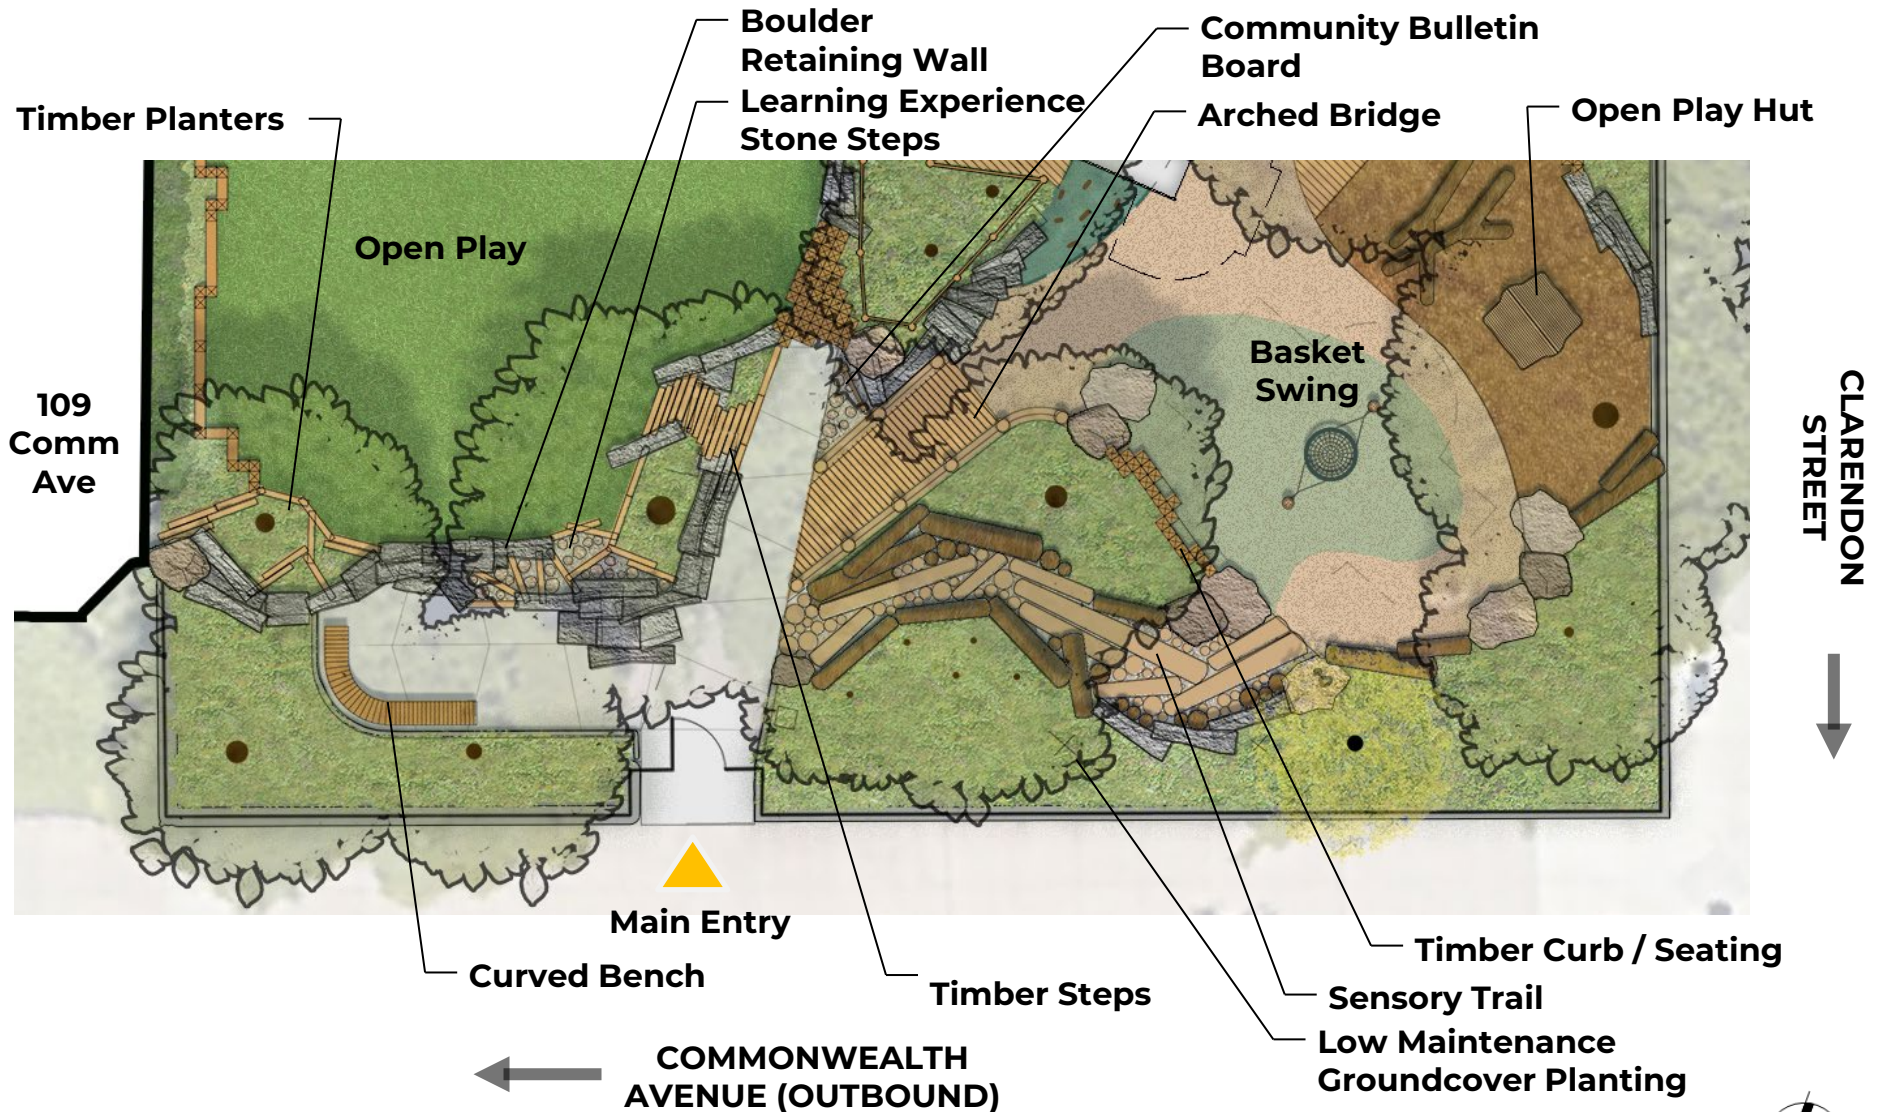 Boulder
Retaining Wall
Community Bulletin
Board
Learning Experience
Stone Steps
Timber Planters
Arched Bridge
Open Play Hut
Open Play
Basket
Swing
109
Comm
Ave
CLARENDON
STREET
Main Entry
Curved Bench
Timber Steps
Timber Curb / Seating
Sensory Trail
Low Maintenance
Groundcover Planting
COMMONWEALTH
AVENUE (OUTBOUND)